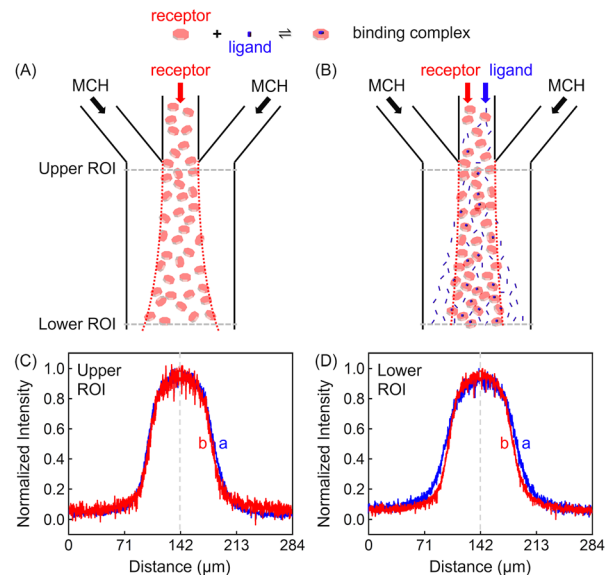 receptor
+
ligand
⇌
binding complex
(A)
receptor
MCH
MCH
Upper ROI
Lower ROI
(B)
receptor
ligand
MCH
MCH
(C)
Upper
ROI
b
a
Normalized Intensity
1.0
0.8
0.6
0.4
0.2
0.0
0
71
142
213
284
Distance (μm)
(D)
Lower
ROI
b
a
Normalized Intensity
1.0
0.8
0.6
0.4
0.2
0.0
0
71
142
213
284
Distance (μm)